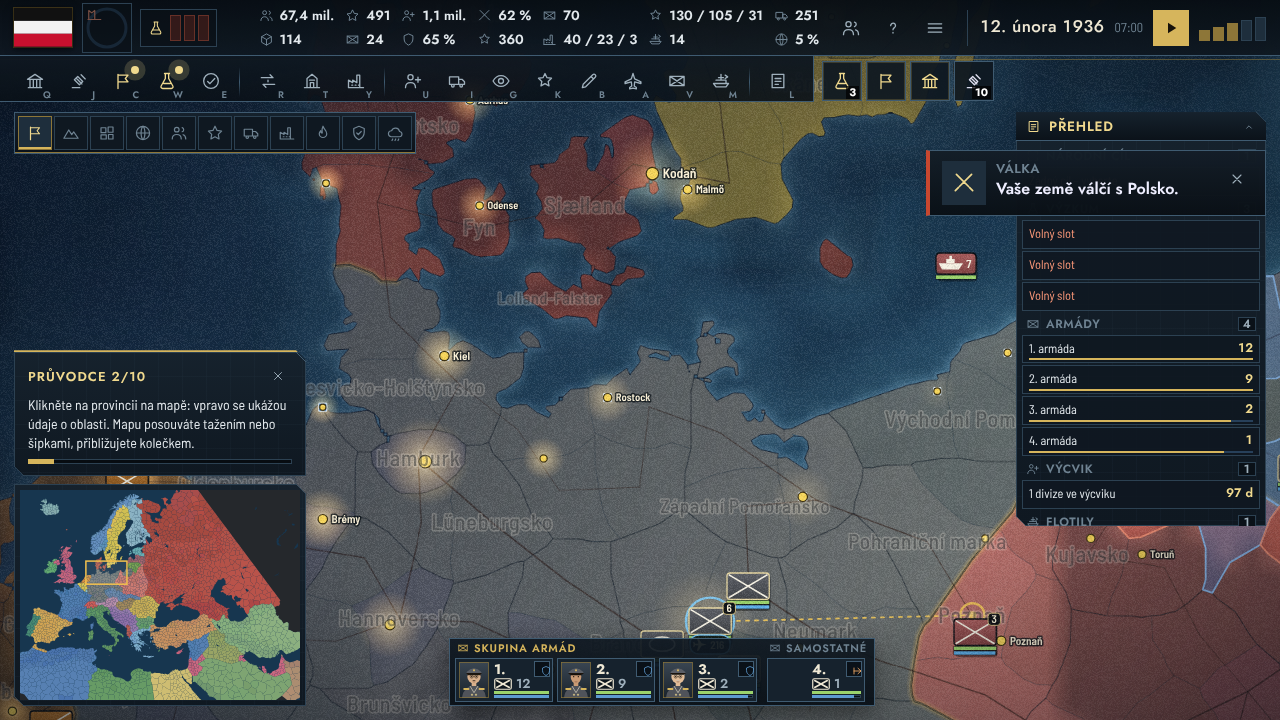 67,4 mil.
491
1,1 mil.
62 %
70
130 / 105 / 31
251
114
24
65 %
360
40 / 23 / 3
14
5 %
?
12. února 1936
07:00
Q
J
C
W
E
R
T
Y
U
I
G
K
B
A
V
M
L
3
10
PŘEHLED
VÁLKA
Vaše země válčí s Polsko.
Volný slot
Volný slot
Volný slot
ARMÁDY
4
1. armáda
12
2. armáda
9
3. armáda
2
4. armáda
1
VÝCVIK
1
1 divize ve výcviku
97 d
FLOTILY
1
Kodaň
Malmö
Odense
Sjælland
Fyn
Lolland-Falster
7
Kiel
Rostock
Hamburk
Brémy
Lüneburgsko
Západní Pomořansko
Pohraniční marka
Kujavsko
Toruň
Hannoversko
Neumark
Poznaň
Poznaň
Brunšvicko
6
3
PRŮVODCE 2/10
Klikněte na provincii na mapě: vpravo se ukážou
údaje o oblasti. Mapu posouváte tažením nebo
šipkami, přibližujete kolečkem.
SKUPINA ARMÁD
SAMOSTATNÉ
1.
12
2.
9
3.
2
4.
1